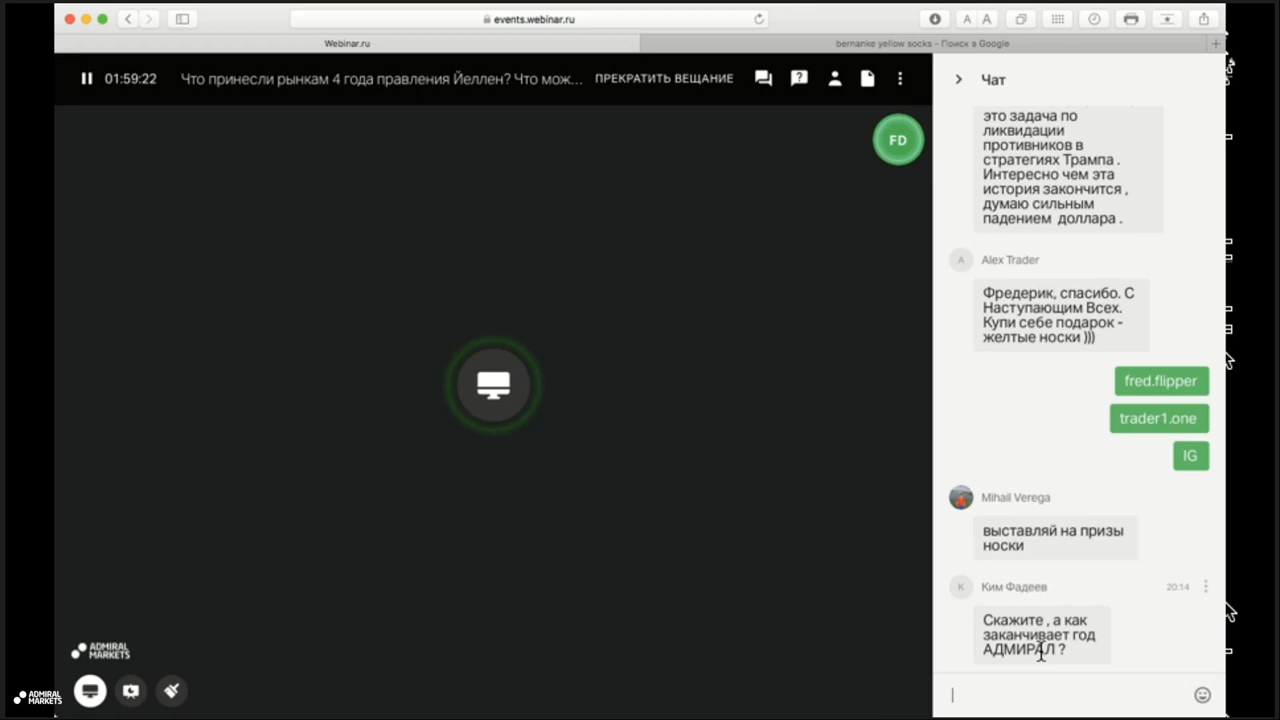 events.webinar.ru
A A
Webinar.ru
bernanke yellow socks - Поиск в Google
01:59:22
Что принесли рынкам 4 года правления Йеллен? Что мож...
ПРЕКРАТИТЬ ВЕЩАНИЕ
FD
ADMIRAL
MARKETS
ADMIRAL
MARKETS
Чат
это задача по
ликвидации
противников в
стратегиях Трампа .
Интересно чем эта
история закончится ,
думаю сильным
падением доллара .
A
Alex Trader
Фредерик, спасибо. С
Наступающим Всех.
Купи себе подарок -
желтые носки )))
fred.flipper
trader1.one
IG
Mihail Verega
выставляй на призы
носки
К
Ким Фадеев
20:14
Скажите , а как
заканчивает год
АДМИРАЛ ?